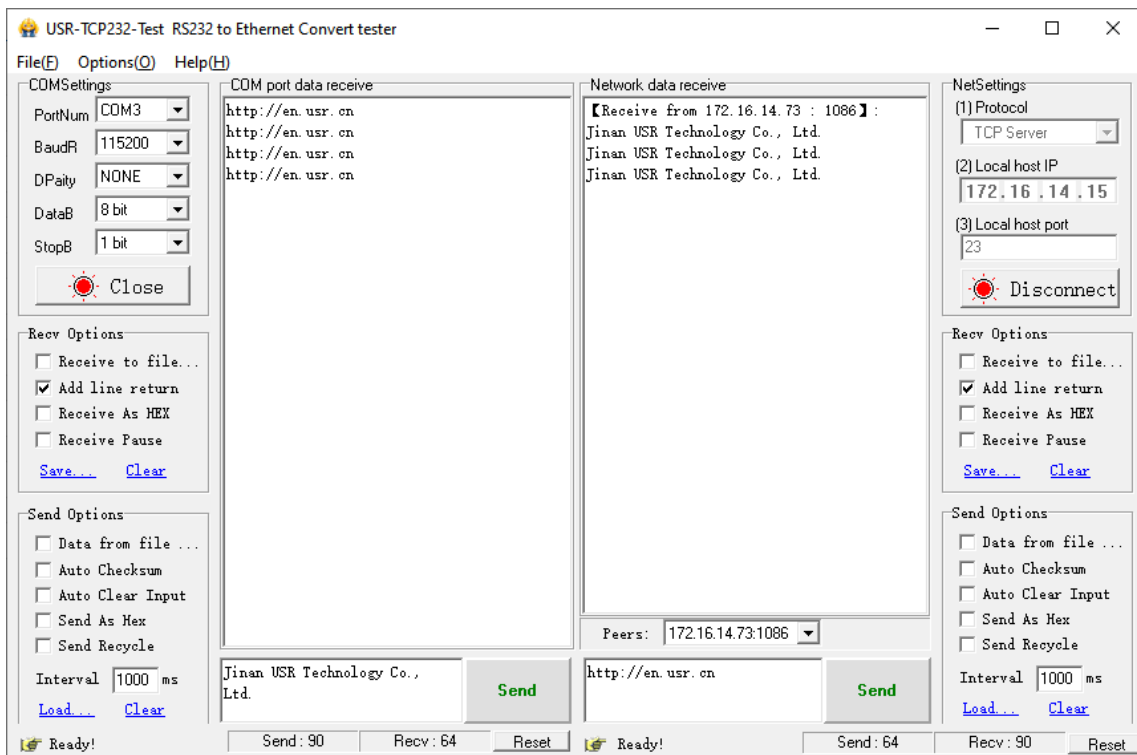 USR-TCP232-Test RS232 to Ethernet Convert tester
File(F) Options(O) Help(H)
COMSettings
PortNum COM3
BaudR 115200
DPaity NONE
DataB 8 bit
StopB 1 bit
Close
Recv Options
Receive to file...
Add line return
Receive As HEX
Receive Pause
Save... Clear
Send Options
Data from file ...
Auto Checksum
Auto Clear Input
Send As Hex
Send Recycle
Interval 1000 ms
Load... Clear
COM port data receive
http://en.usr.cn
http://en.usr.cn
http://en.usr.cn
http://en.usr.cn
Jinan USR Technology Co.,
Ltd.
Send
Network data receive
【Receive from 172.16.14.73 : 1086】:
Jinan USR Technology Co., Ltd.
Jinan USR Technology Co., Ltd.
Jinan USR Technology Co., Ltd.
Peers: 172.16.14.73:1086
http://en.usr.cn
Send
NetSettings
(1) Protocol
TCP Server
(2) Local host IP
172.16.14.15
(3) Local host port
23
Disconnect
Recv Options
Receive to file...
Add line return
Receive As HEX
Receive Pause
Save... Clear
Send Options
Data from file ...
Auto Checksum
Auto Clear Input
Send As Hex
Send Recycle
Interval 1000 ms
Load... Clear
Ready! Send : 90 Recv : 64 Reset
Ready! Send : 64 Recv : 90 Reset